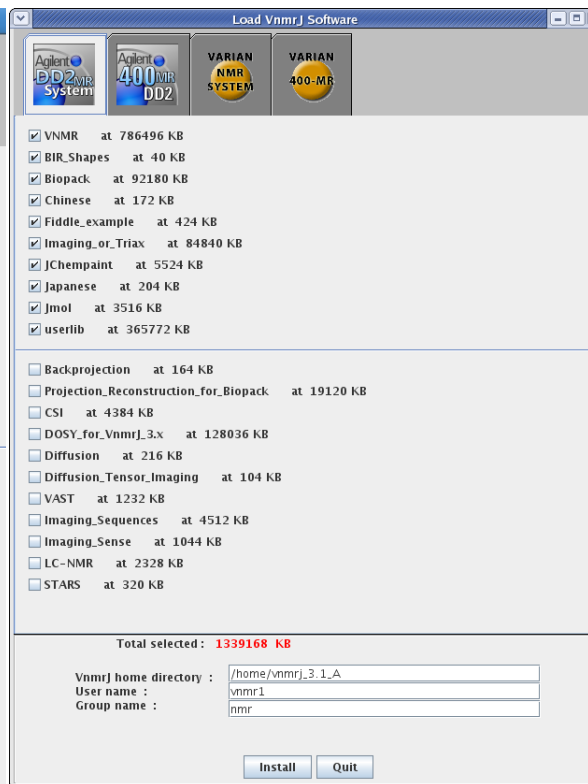 Load VnmrJ Software
Agilent
DD2MR
System
Agilent
400MR
DD2
VARIAN
NMR
SYSTEM
VARIAN
400-MR
VNMR at 786496 KB
BIR_Shapes at 40 KB
Biopack at 92180 KB
Chinese at 172 KB
Fiddle_example at 424 KB
Imaging_or_Triax at 84840 KB
JChempaint at 5524 KB
Japanese at 204 KB
Jmol at 3516 KB
userlib at 365772 KB
Backprojection at 164 KB
Projection_Reconstruction_for_Biopack at 19120 KB
CSI at 4384 KB
DOSY_for_VnmrJ_3.x at 128036 KB
Diffusion at 216 KB
Diffusion_Tensor_Imaging at 104 KB
VAST at 1232 KB
Imaging_Sequences at 4512 KB
Imaging_Sense at 1044 KB
LC-NMR at 2328 KB
STARS at 320 KB
Total selected: 1339168 KB
VnmrJ home directory : /home/vnmrj_3.1_A
User name : vnmr1
Group name : nmr
Install Quit